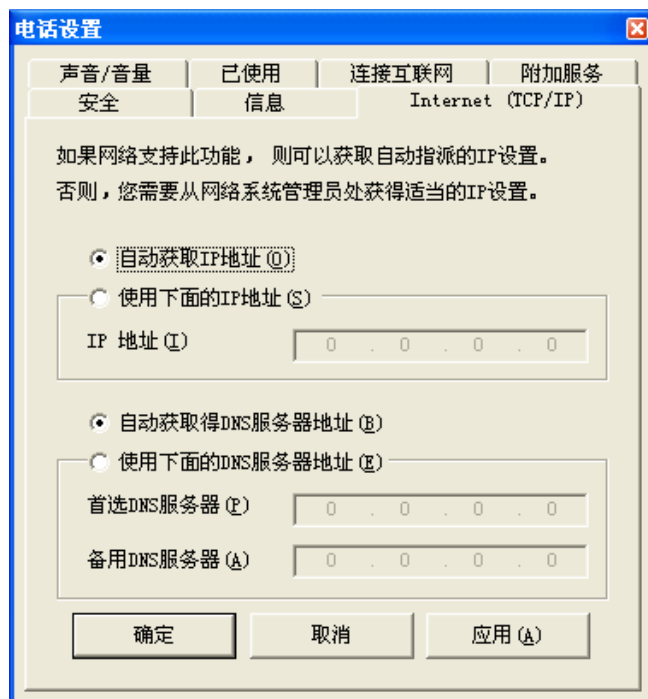 电话设置
声音/音量 已使用 连接互联网 附加服务
安全 信息 Internet (TCP/IP)
如果网络支持此功能，则可以获取自动指派的IP设置。
否则，您需要从网络系统管理员处获得适当的IP设置。
自动获取IP地址(O)
使用下面的IP地址(S)
IP 地址(I) 0 . 0 . 0 . 0
自动获取得DNS服务器地址(B)
使用下面的DNS服务器地址(E)
首选DNS服务器(P) 0 . 0 . 0 . 0
备用DNS服务器(A) 0 . 0 . 0 . 0
确定 取消 应用(A)